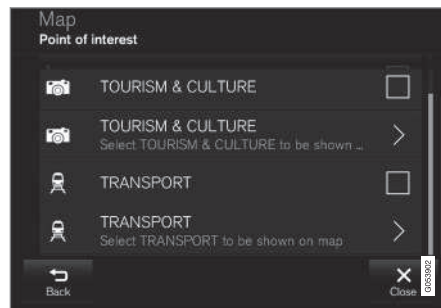 Map
Point of interest
TOURISM & CULTURE
TOURISM & CULTURE
Select TOURISM & CULTURE to be shown ...
TRANSPORT
TRANSPORT
Select TRANSPORT to be shown on map
Back
Close
G053902